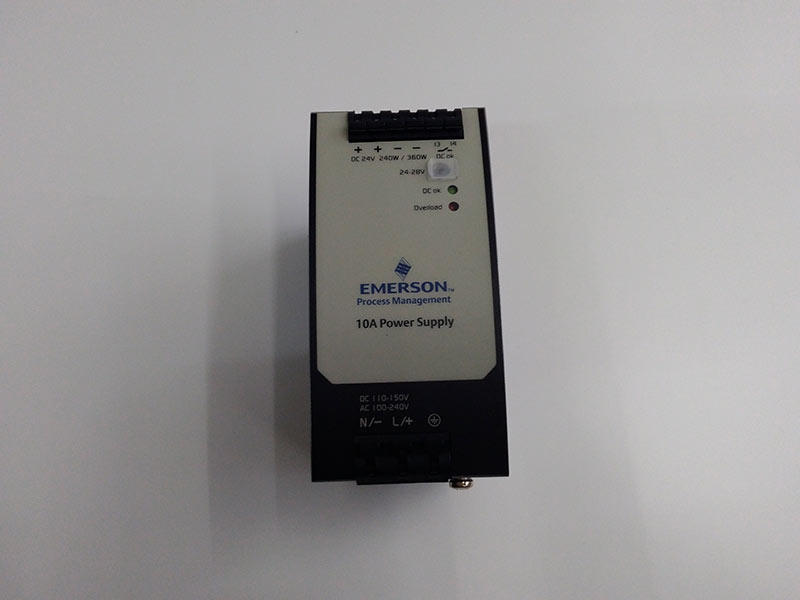 13 14
+ + − −
DC 24V 240W / 360W DC ok
24-28V
DC ok
Overload
EMERSON™
Process Management
10A Power Supply
DC 110-150V
AC 100-240V
N/− L/+